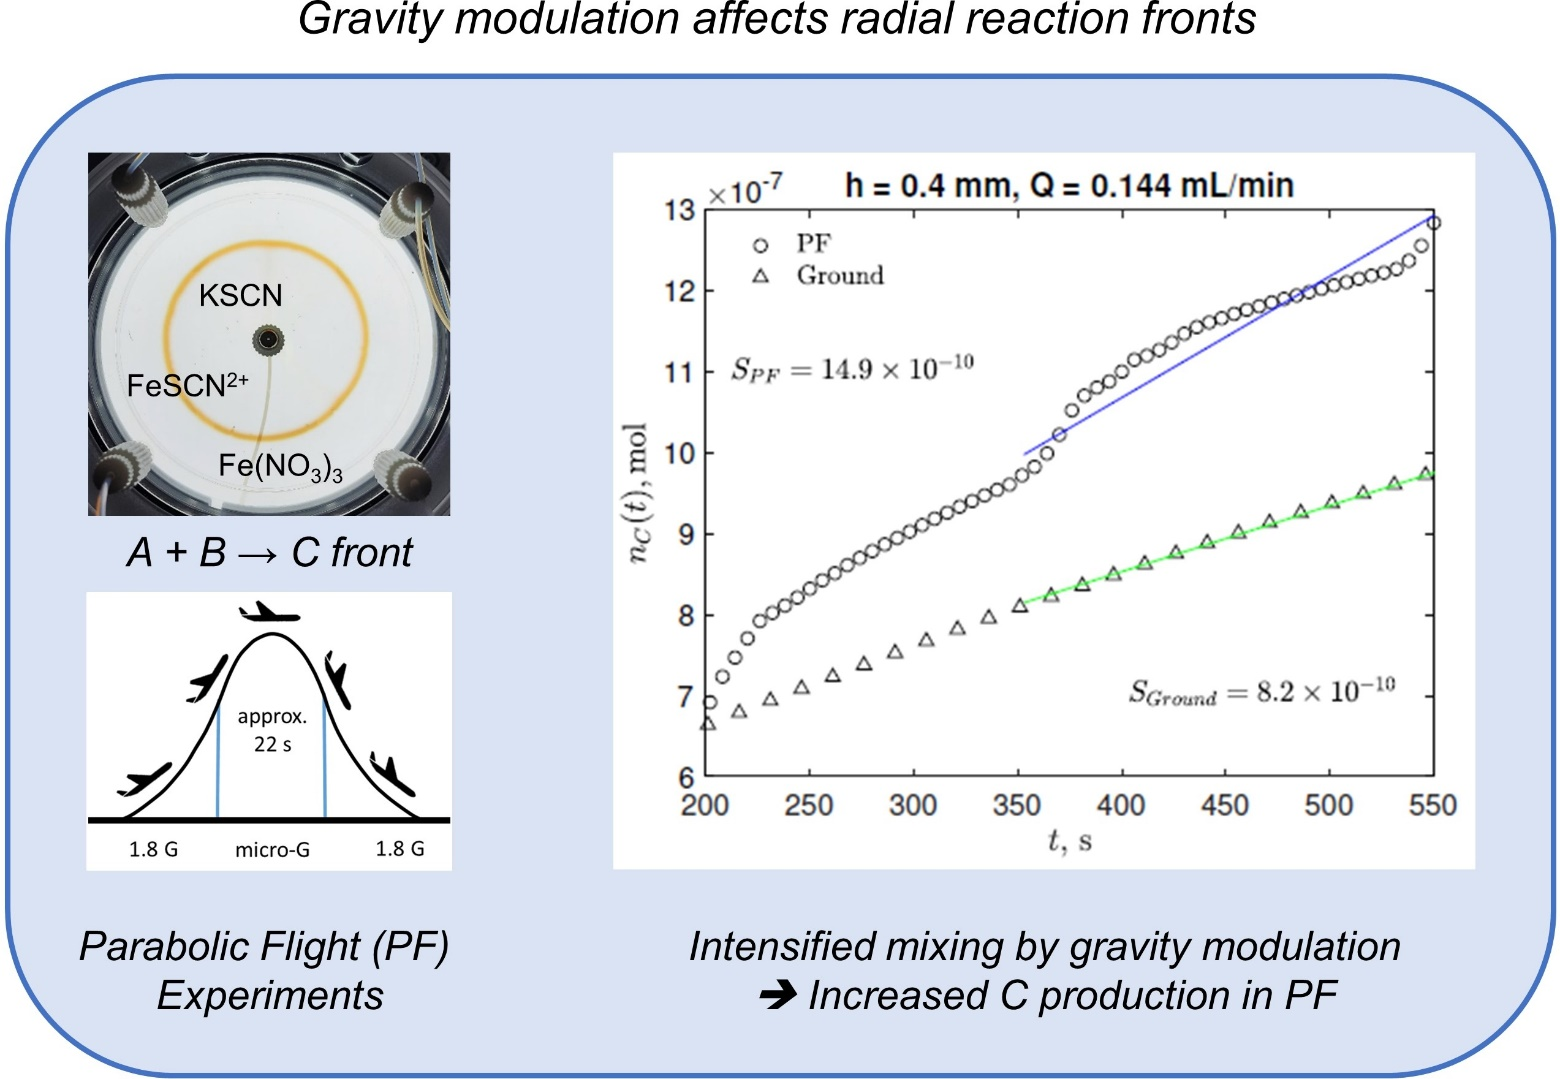 Gravity modulation affects radial reaction fronts
KSCN
FeSCN²⁺
Fe(NO₃)₃
A + B → C front
approx.
22 s
1.8 G
micro-G
1.8 G
Parabolic Flight (PF)
Experiments
×10⁻⁷
h = 0.4 mm, Q = 0.144 mL/min
PF
Ground
S_PF = 14.9 × 10⁻¹⁰
S_Ground = 8.2 × 10⁻¹⁰
n_C(t), mol
13
12
11
10
9
8
7
6
200 250 300 350 400 450 500 550
t, s
Intensified mixing by gravity modulation
➔ Increased C production in PF